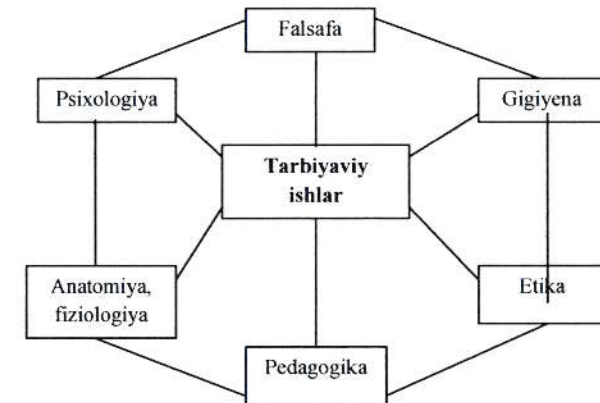 Falsafa
Psixologiya
Gigiyena
Tarbiyaviy
ishlar
Anatomiya,
fiziologiya
Etika
Pedagogika